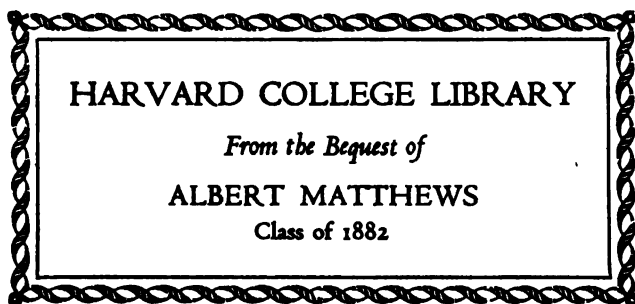 HARVARD COLLEGE LIBRARY
From the Bequest of
ALBERT MATTHEWS
Class of 1882